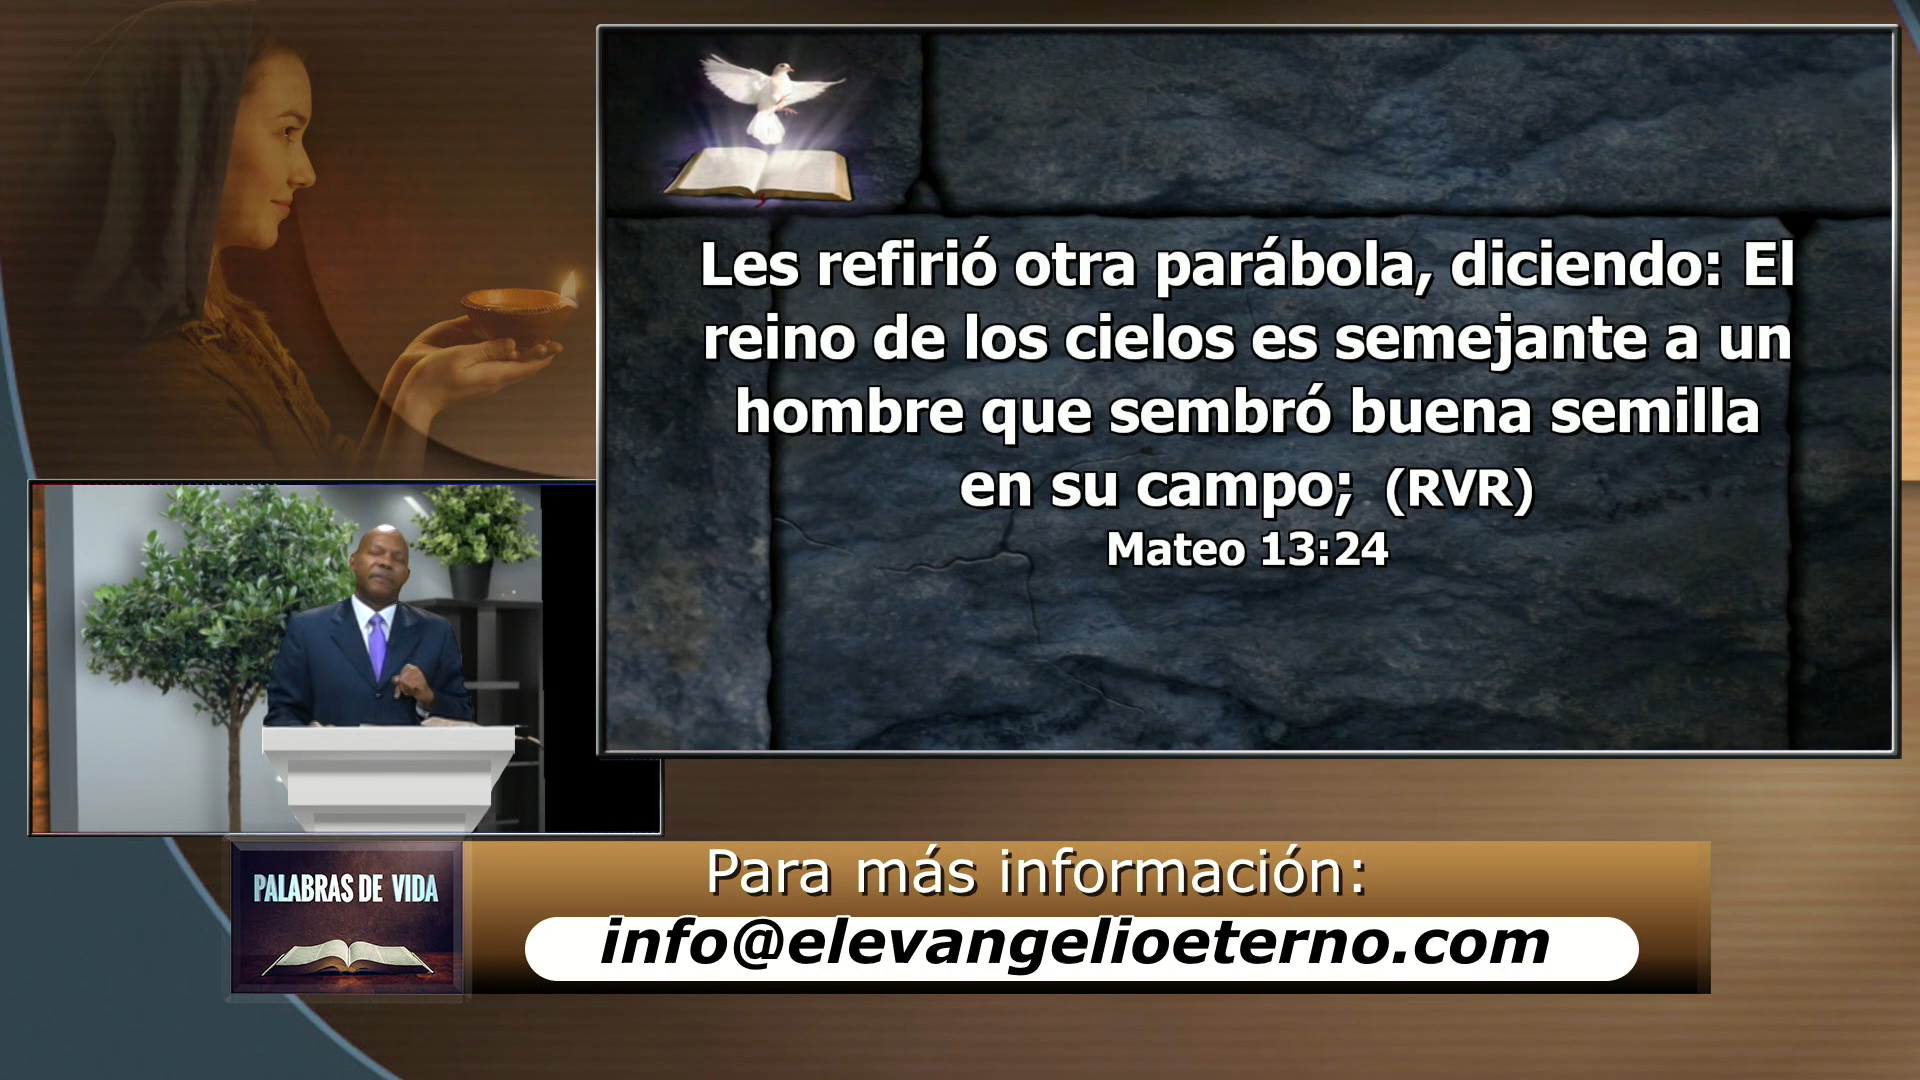 Les refirió otra parábola, diciendo: El
reino de los cielos es semejante a un
hombre que sembró buena semilla
en su campo; (RVR)
Mateo 13:24
PALABRAS DE VIDA
Para más información:
info@elevangelioeterno.com